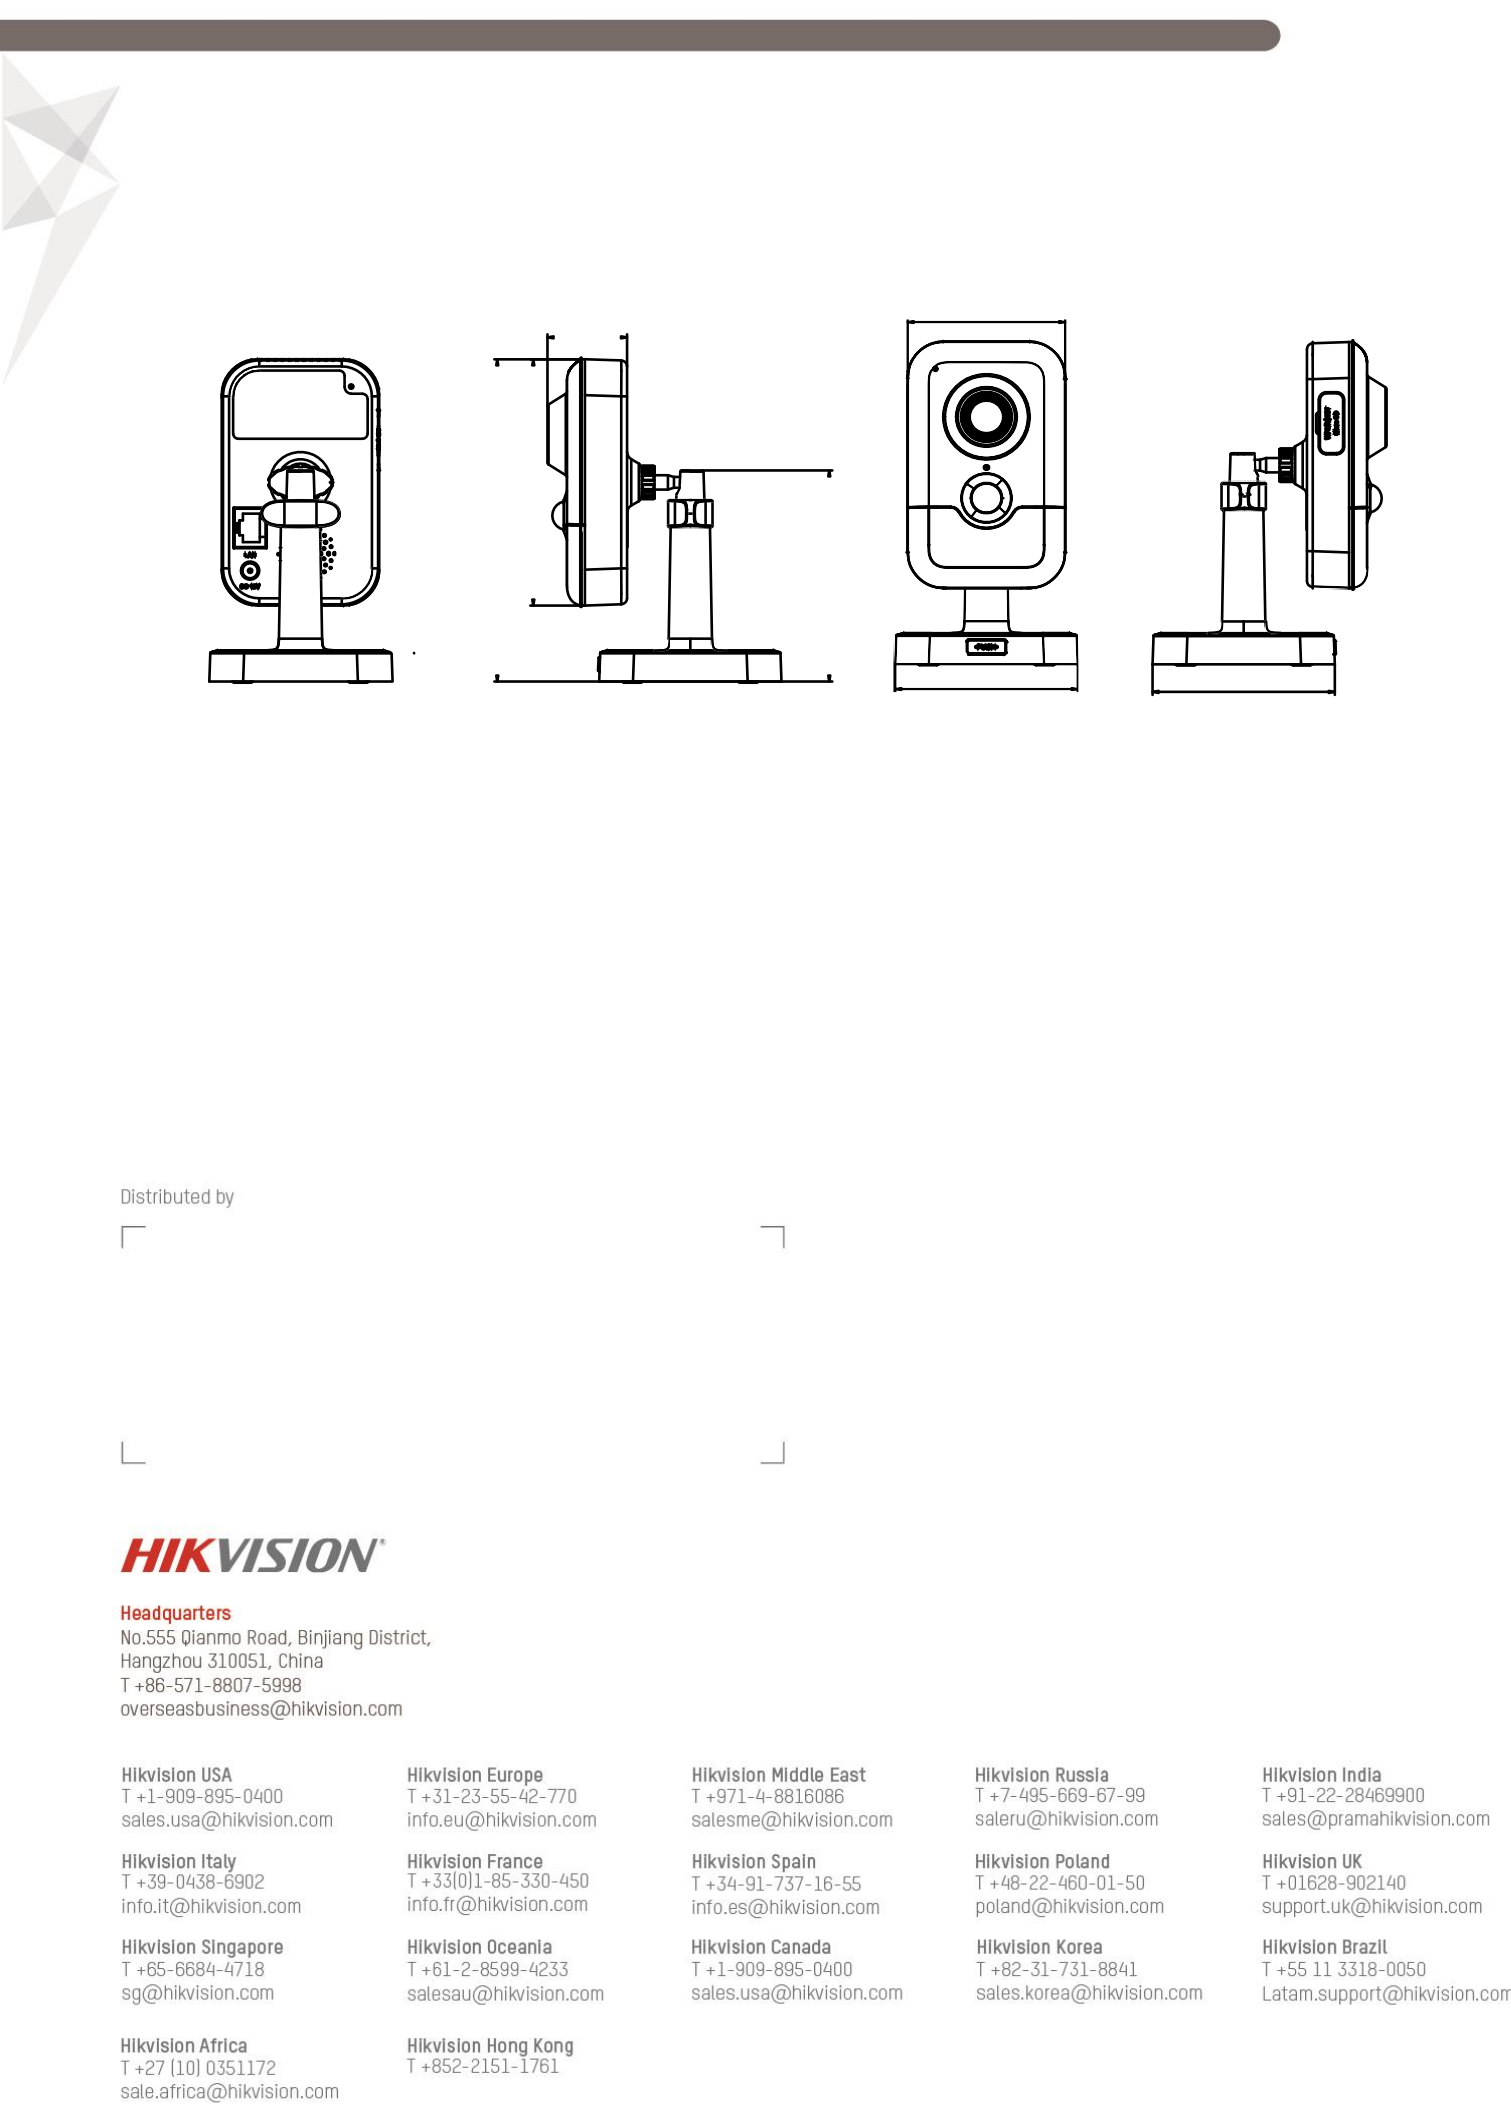 LAN
Distributed by
HIKVISION®
Headquarters
No.555 Qianmo Road, Binjiang District,
Hangzhou 310051, China
T +86-571-8807-5998
overseasbusiness@hikvision.com
Hikvision USA
T +1-909-895-0400
sales.usa@hikvision.com
Hikvision Europe
T +31-23-55-42-770
info.eu@hikvision.com
Hikvision Middle East
T +971-4-8816086
salesme@hikvision.com
Hikvision Russia
T +7-495-669-67-99
saleru@hikvision.com
Hikvision India
T +91-22-28469900
sales@pramahikvision.com
Hikvision Italy
T +39-0438-6902
info.it@hikvision.com
Hikvision France
T +33(0)1-85-330-450
info.fr@hikvision.com
Hikvision Spain
T +34-91-737-16-55
info.es@hikvision.com
Hikvision Poland
T +48-22-460-01-50
poland@hikvision.com
Hikvision UK
T +01628-902140
support.uk@hikvision.com
Hikvision Singapore
T +65-6684-4718
sg@hikvision.com
Hikvision Oceania
T +61-2-8599-4233
salesau@hikvision.com
Hikvision Canada
T +1-909-895-0400
sales.usa@hikvision.com
Hikvision Korea
T +82-31-731-8841
sales.korea@hikvision.com
Hikvision Brazil
T +55 11 3318-0050
Latam.support@hikvision.com
Hikvision Africa
T +27 (10) 0351172
sale.africa@hikvision.com
Hikvision Hong Kong
T +852-2151-1761